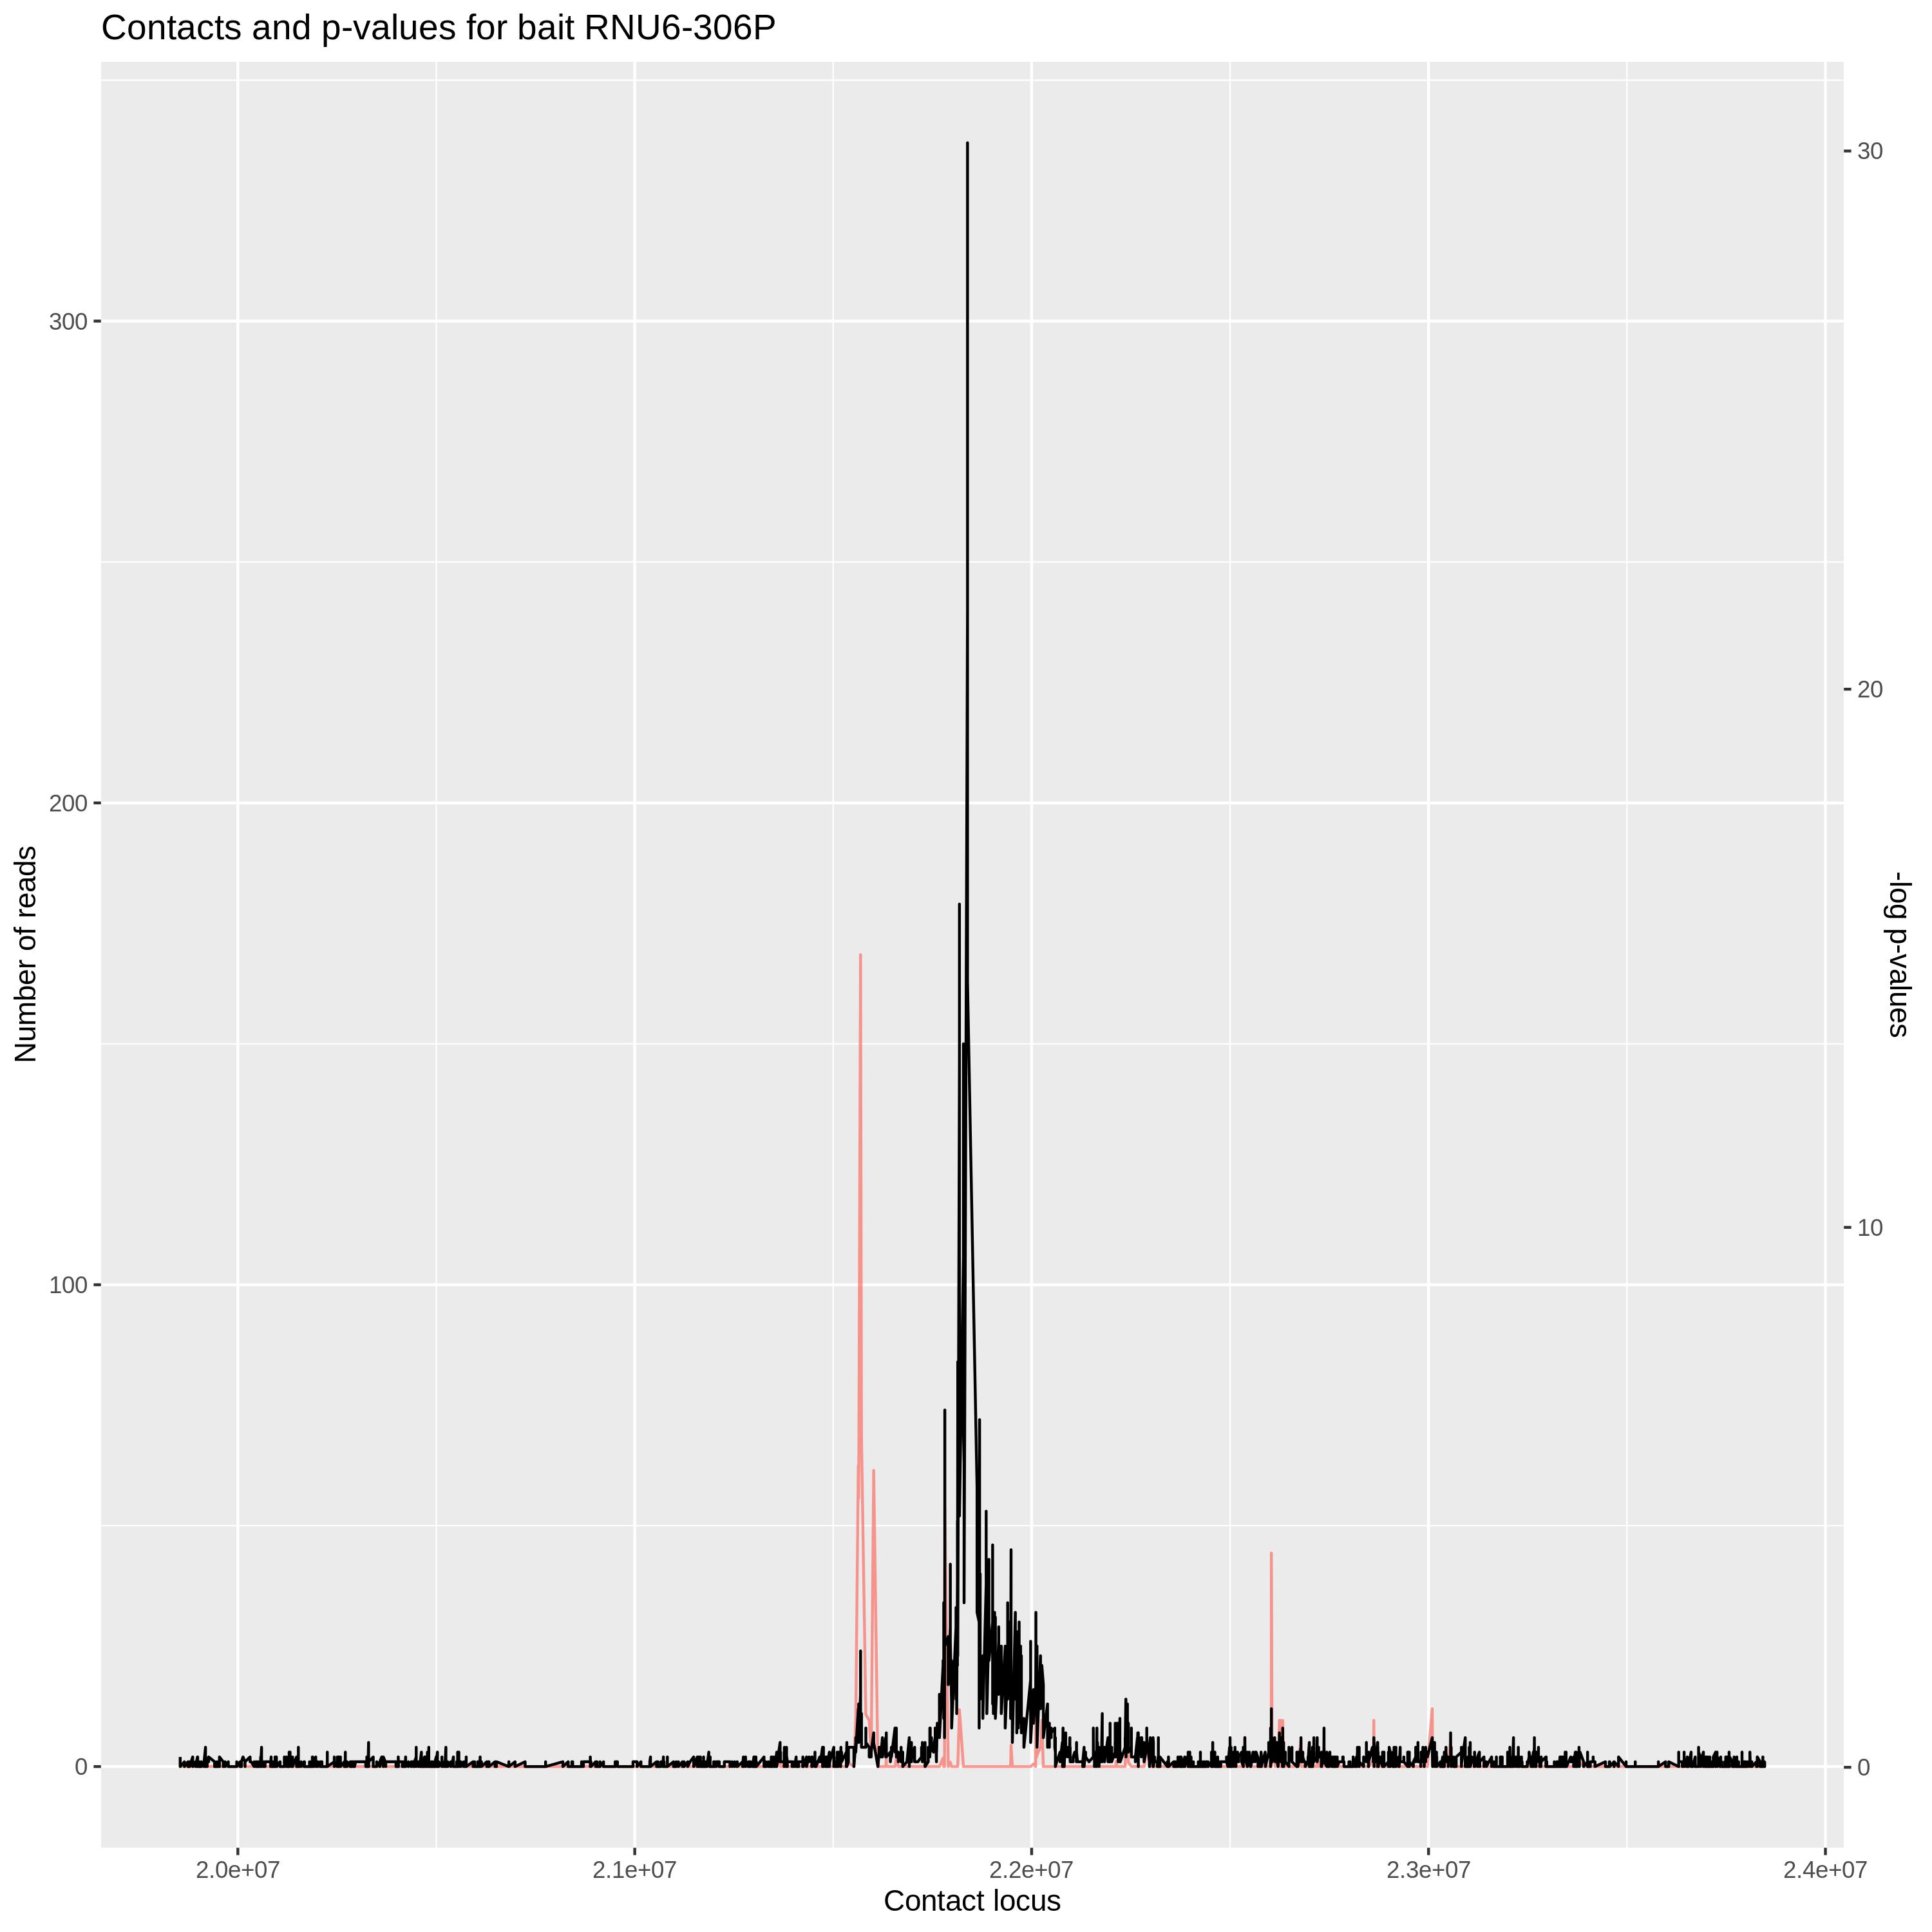 Contacts and p-values for bait RNU6-306P
Number of reads
300
200
100
0
30
20
10
0
-log p-values
2.0e+07 2.1e+07 2.2e+07 2.3e+07 2.4e+07
Contact locus